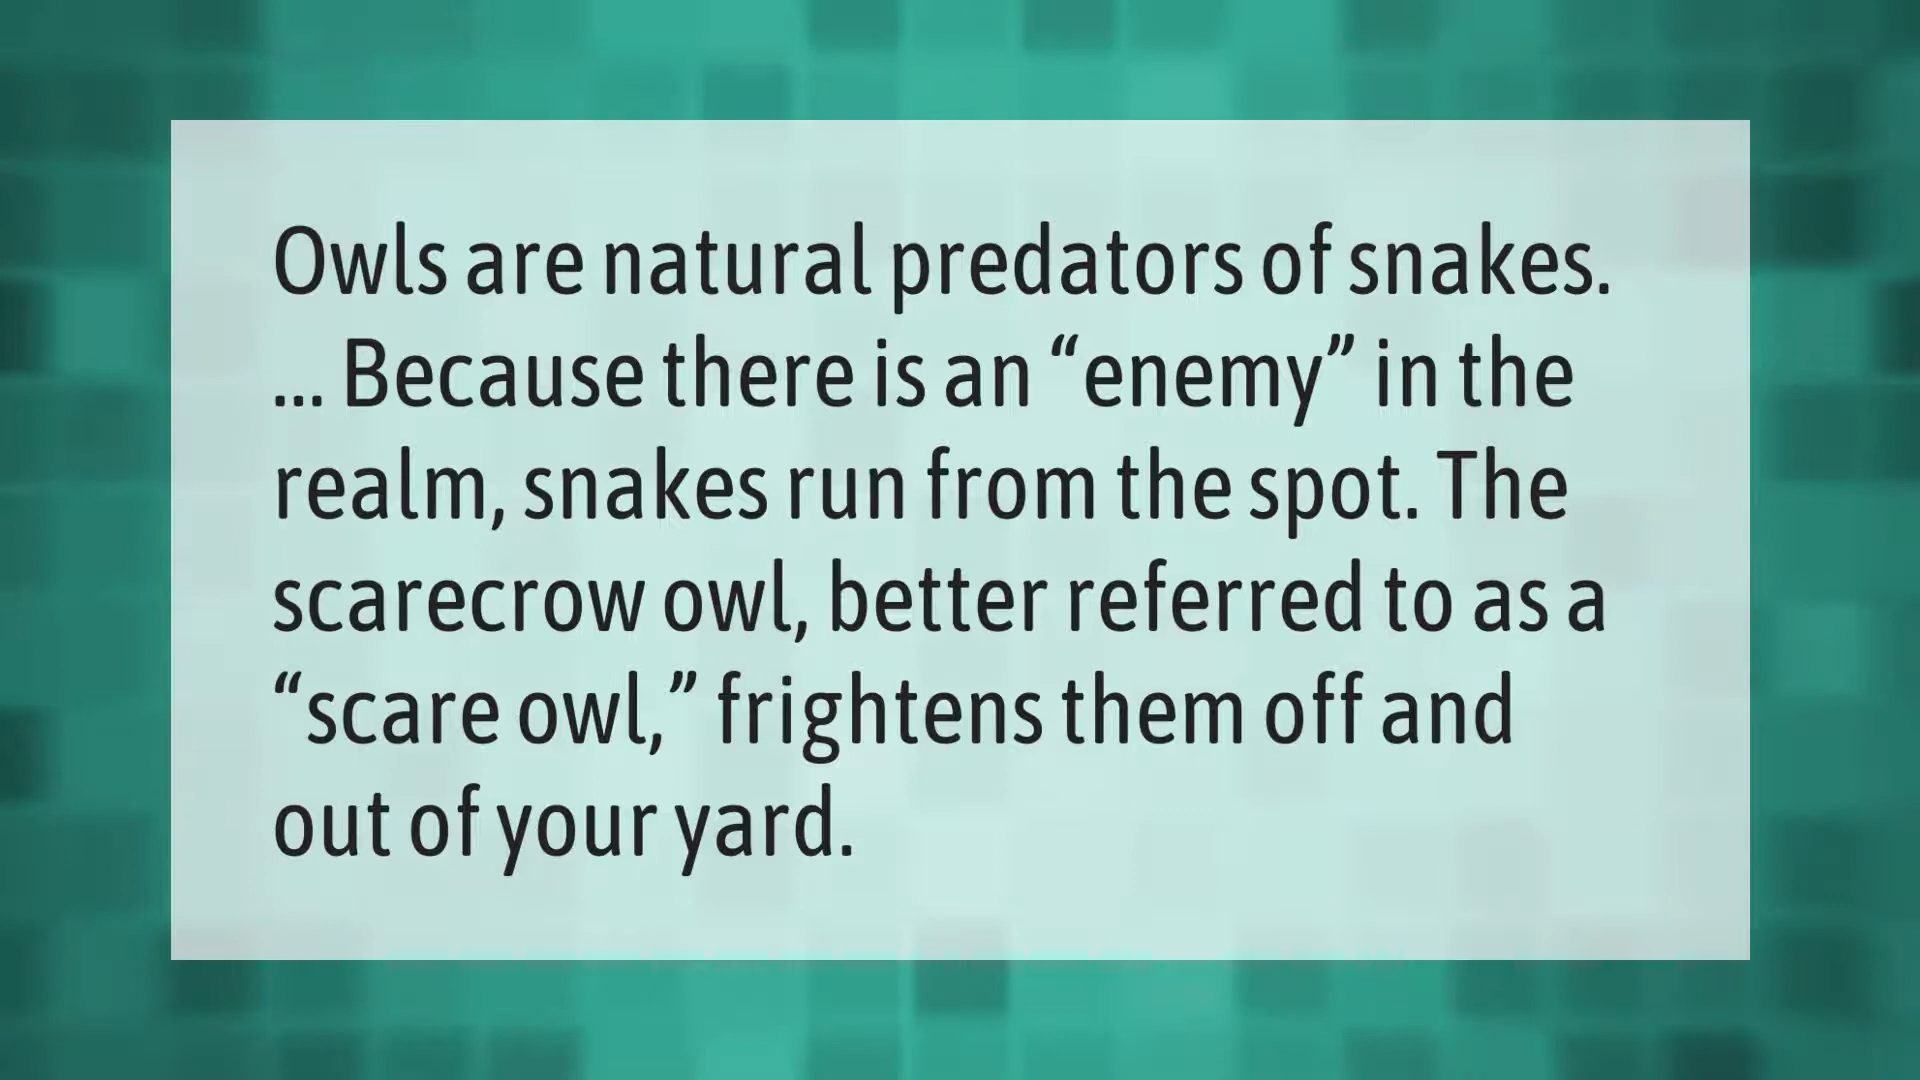 Owls are natural predators of snakes.
... Because there is an “enemy” in the
realm, snakes run from the spot. The
scarecrow owl, better referred to as a
“scare owl,” frightens them off and
out of your yard.